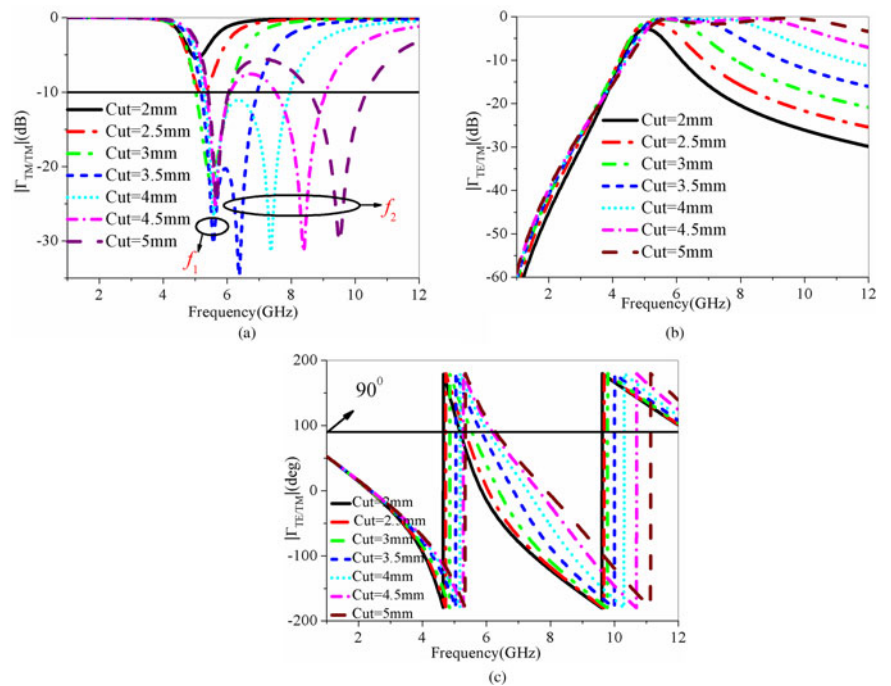 0
-10
-20
-30
|Γ_TM/TM|(dB)
Cut=2mm
Cut=2.5mm
Cut=3mm
Cut=3.5mm
Cut=4mm
Cut=4.5mm
Cut=5mm
f1
f2
2 4 6 8 10 12
Frequency(GHz)
(a)
0
-10
-20
-30
-40
-50
-60
|Γ_TE/TM|(dB)
Cut=2mm
Cut=2.5mm
Cut=3mm
Cut=3.5mm
Cut=4mm
Cut=4.5mm
Cut=5mm
2 4 6 8 10 12
Frequency(GHz)
(b)
200
100
0
-100
-200
|Γ_TE/TM|(deg)
90⁰
Cut=2mm
Cut=2.5mm
Cut=3mm
Cut=3.5mm
Cut=4mm
Cut=4.5mm
Cut=5mm
2 4 6 8 10 12
Frequency(GHz)
(c)